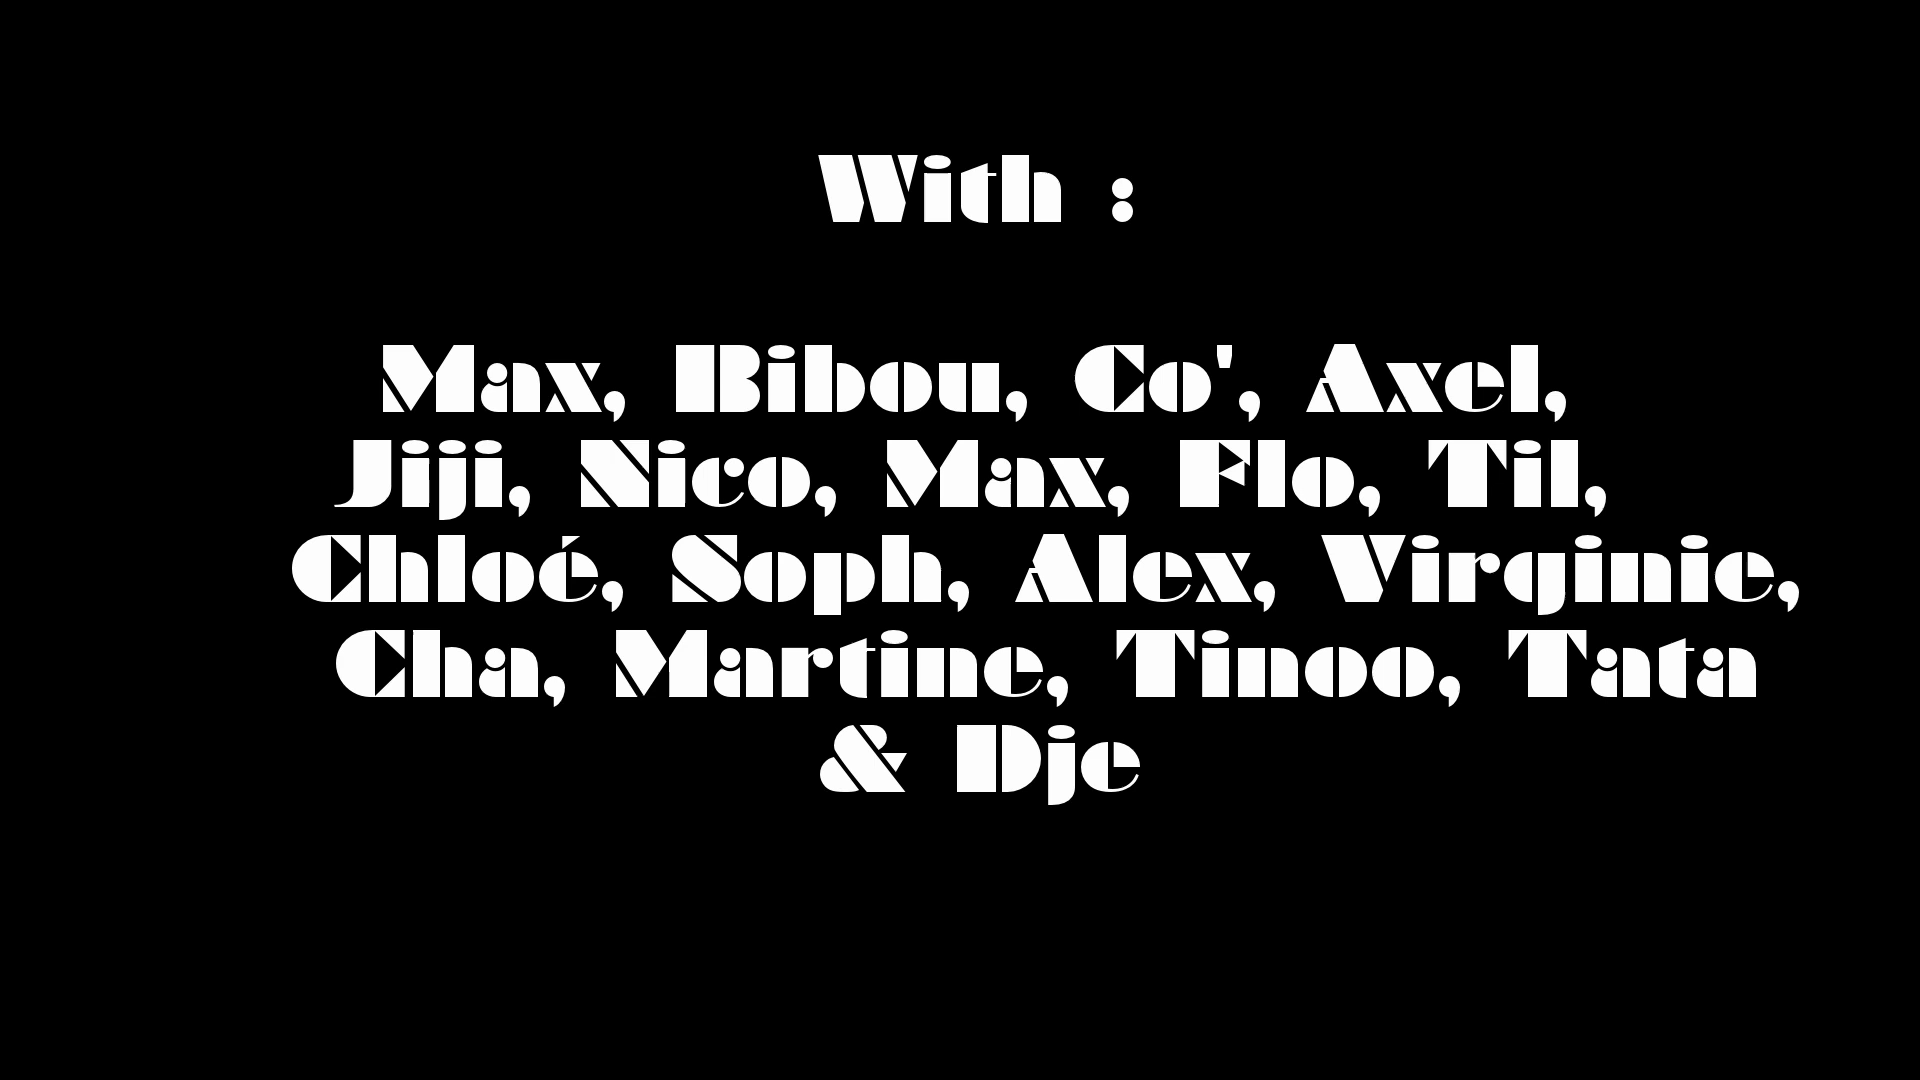 With :
Max, Bibou, Co', Axel,
Jiji, Nico, Max, Flo, Til,
Chloé, Soph, Alex, Virginie,
Cha, Martine, Tinoo, Tata
& Dje